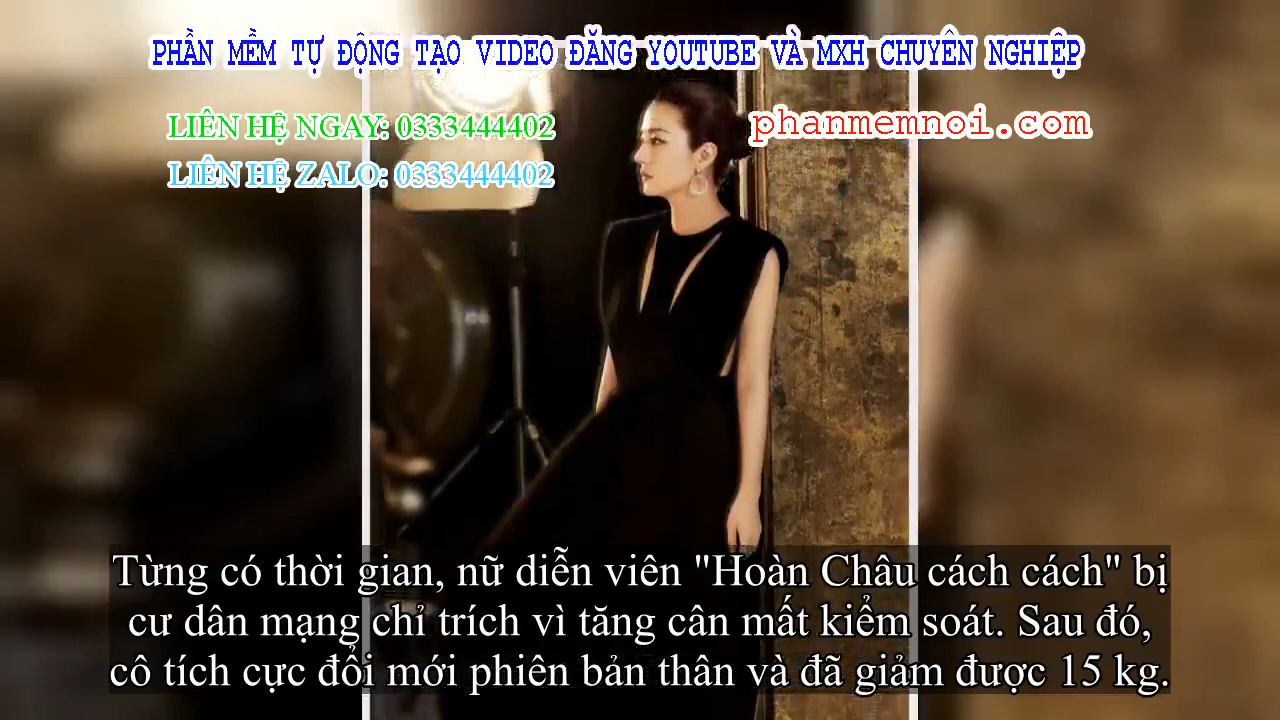 PHẦN MỀM TỰ ĐỘNG TẠO VIDEO ĐĂNG YOUTUBE VÀ MXH CHUYÊN NGHIỆP
LIÊN HỆ NGAY: 0333444402
phanmemnoi.com
LIÊN HỆ ZALO: 0333444402
Từng có thời gian, nữ diễn viên "Hoàn Châu cách cách" bị
cư dân mạng chỉ trích vì tăng cân mất kiểm soát. Sau đó,
cô tích cực đổi mới phiên bản thân và đã giảm được 15 kg.